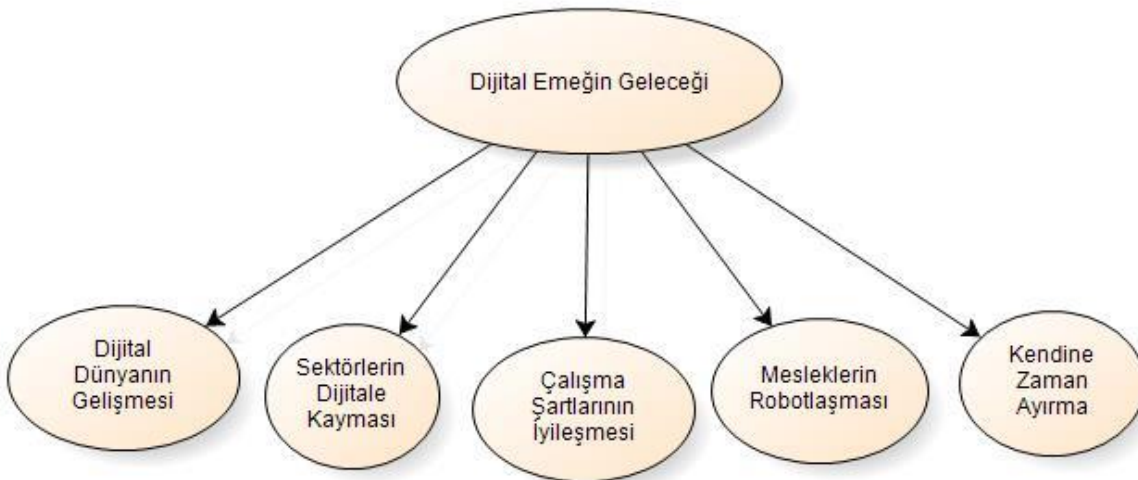 Dijital Emeğin Geleceği
Dijital
Dünyanın
Gelişmesi
Sektörlerin
Dijitale
Kayması
Çalışma
Şartlarının
İyileşmesi
Mesleklerin
Robotlaşması
Kendine
Zaman
Ayırma